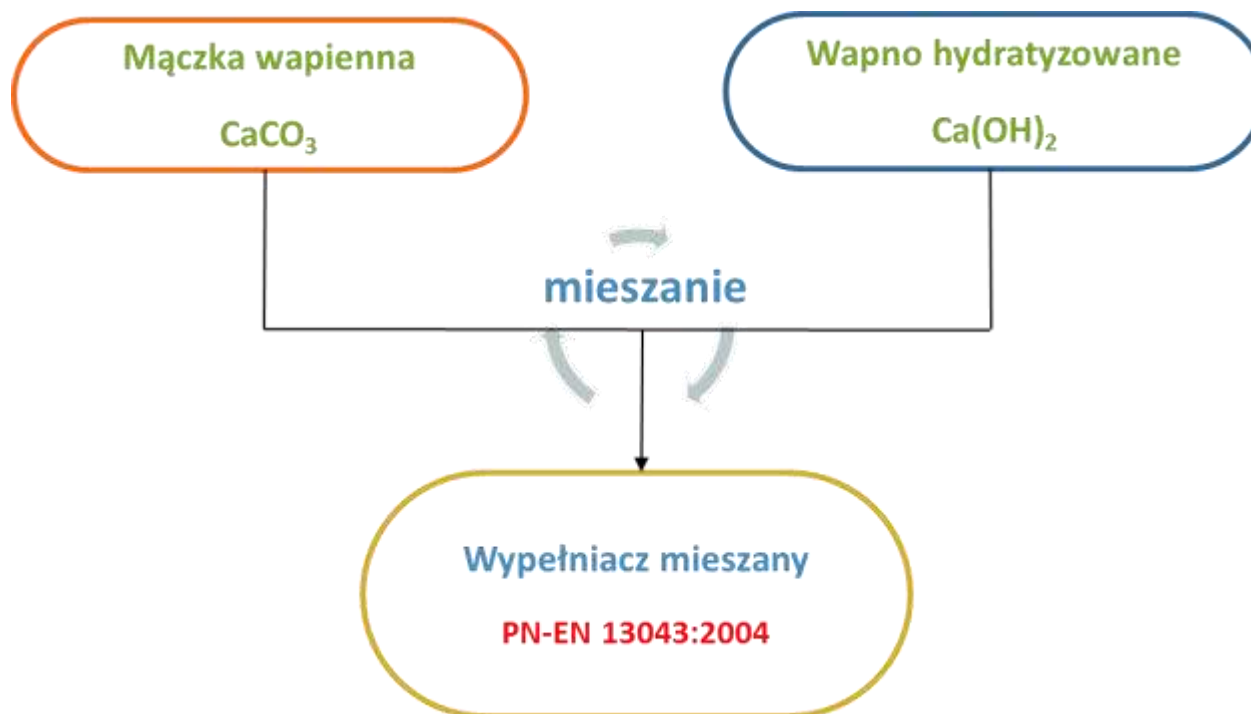 Mączka wapienna
CaCO₃
Wapno hydratyzowane
Ca(OH)₂
mieszanie
Wypełniacz mieszany
PN-EN 13043:2004